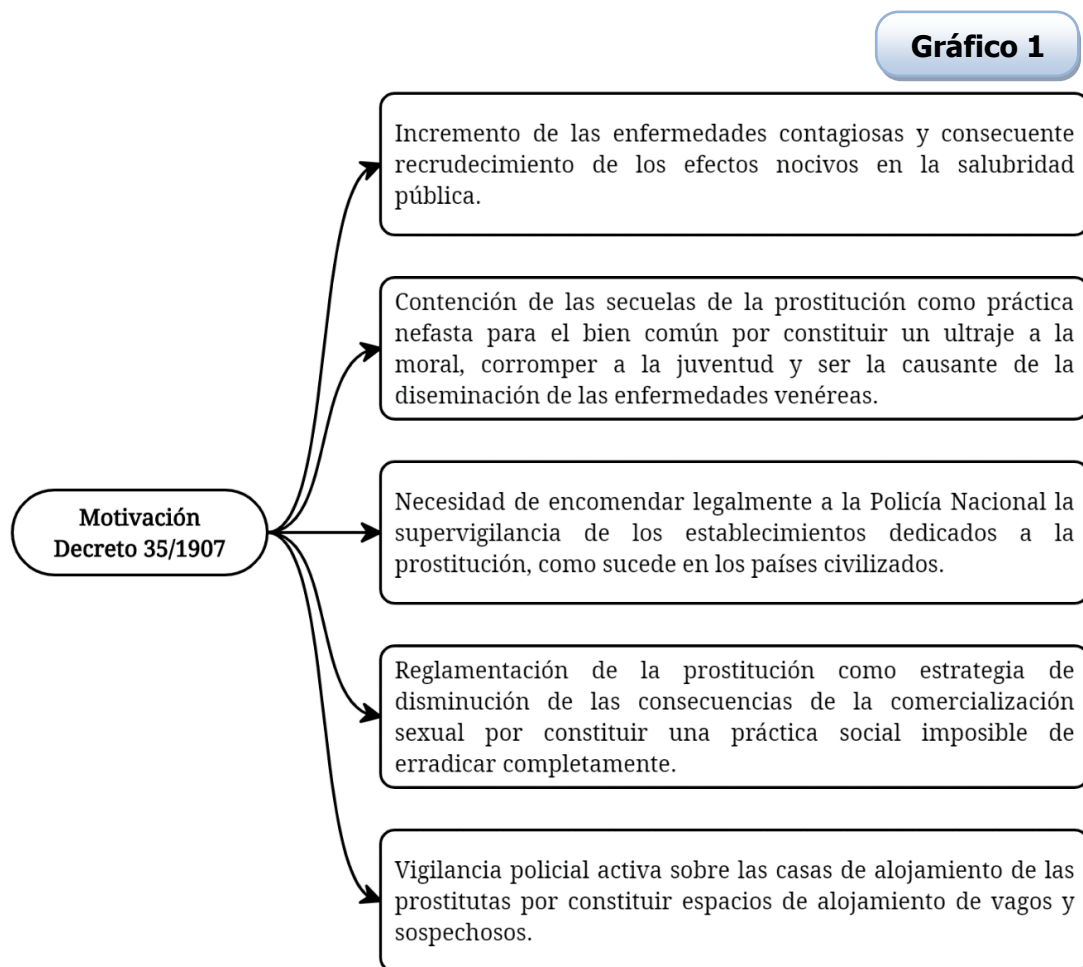 Gráfico 1
Incremento de las enfermedades contagiosas y consecuente
recrudecimiento de los efectos nocivos en la salubridad
pública.
Contención de las secuelas de la prostitución como práctica
nefasta para el bien común por constituir un ultraje a la
moral, corromper a la juventud y ser la causante de la
diseminación de las enfermedades venéreas.
Motivación
Decreto 35/1907
Necesidad de encomendar legalmente a la Policía Nacional la
supervigilancia de los establecimientos dedicados a la
prostitución, como sucede en los países civilizados.
Reglamentación de la prostitución como estrategia de
disminución de las consecuencias de la comercialización
sexual por constituir una práctica social imposible de
erradicar completamente.
Vigilancia policial activa sobre las casas de alojamiento de las
prostitutas por constituir espacios de alojamiento de vagos y
sospechosos.